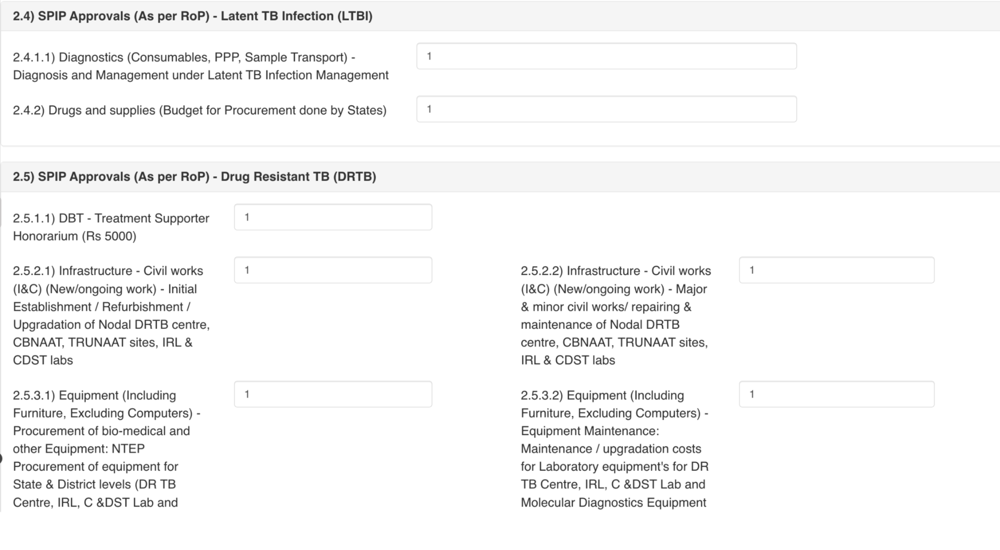 2.4) SPIP Approvals (As per RoP) - Latent TB Infection (LTBI)
2.4.1.1) Diagnostics (Consumables, PPP, Sample Transport) -
Diagnosis and Management under Latent TB Infection Management
1
2.4.2) Drugs and supplies (Budget for Procurement done by States)
1
2.5) SPIP Approvals (As per RoP) - Drug Resistant TB (DRTB)
2.5.1.1) DBT - Treatment Supporter
Honorarium (Rs 5000)
1
2.5.2.1) Infrastructure - Civil works
(I&C) (New/ongoing work) - Initial
Establishment / Refurbishment /
Upgradation of Nodal DRTB centre,
CBNAAT, TRUNAAT sites, IRL &
CDST labs
1
2.5.2.2) Infrastructure - Civil works
(I&C) (New/ongoing work) - Major
& minor civil works/ repairing &
maintenance of Nodal DRTB
centre, CBNAAT, TRUNAAT sites,
IRL & CDST labs
1
2.5.3.1) Equipment (Including
Furniture, Excluding Computers) -
Procurement of bio-medical and
other Equipment: NTEP
Procurement of equipment for
State & District levels (DR TB
Centre, IRL, C &DST Lab and
1
2.5.3.2) Equipment (Including
Furniture, Excluding Computers) -
Equipment Maintenance:
Maintenance / upgradation costs
for Laboratory equipment's for DR
TB Centre, IRL, C &DST Lab and
Molecular Diagnostics Equipment
1